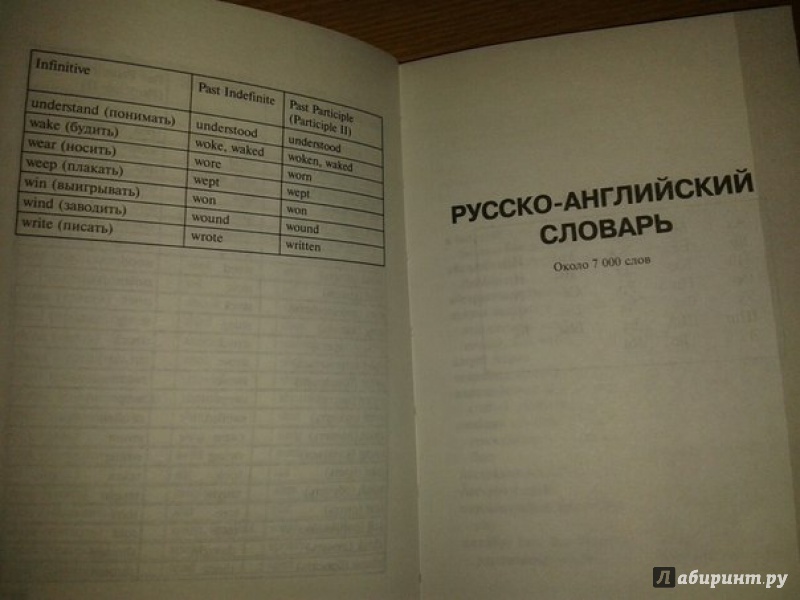 Infinitive | Past Indefinite | Past Participle (Participle II)
understand (понимать) | understood | understood
wake (будить) | woke, waked | woken, waked
wear (носить) | wore | worn
weep (плакать) | wept | wept
win (выигрывать) | won | won
wind (заводить) | wound | wound
write (писать) | wrote | written
РУССКО-АНГЛИЙСКИЙ
СЛОВАРЬ
Около 7 000 слов
Лабиринт.ру